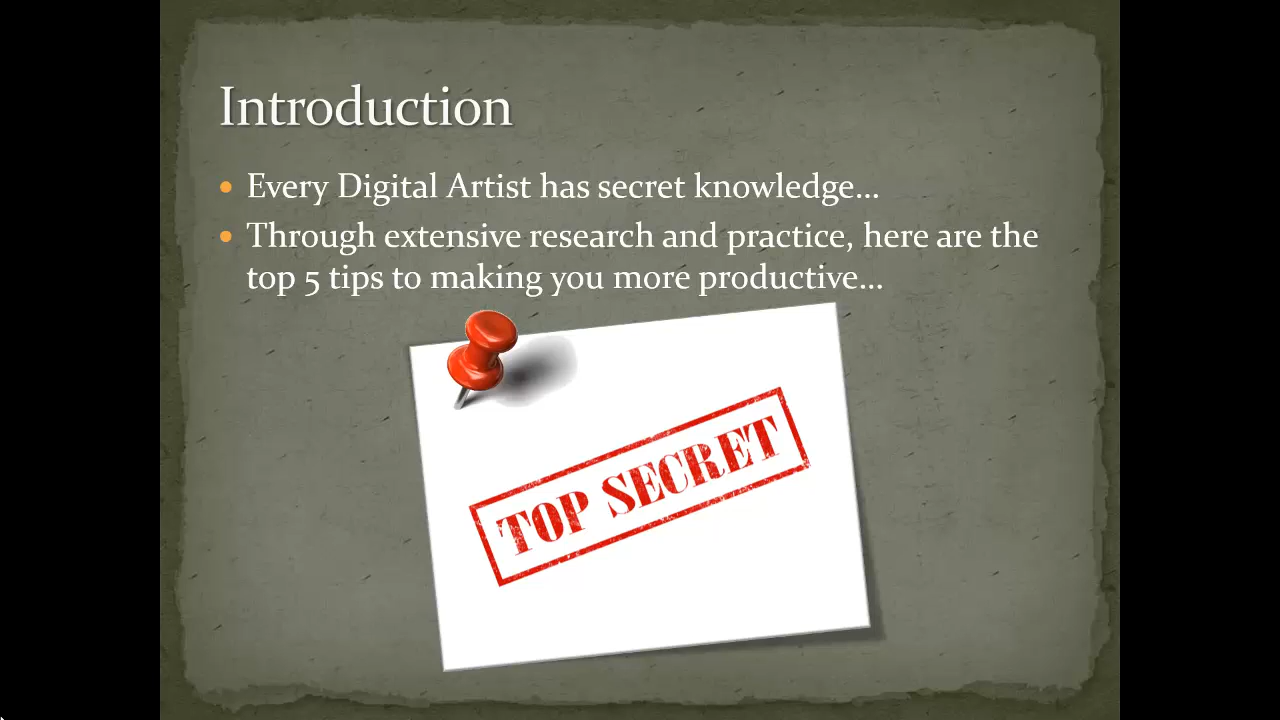 Introduction
• Every Digital Artist has secret knowledge…
• Through extensive research and practice, here are the
top 5 tips to making you more productive…
TOP SECRET